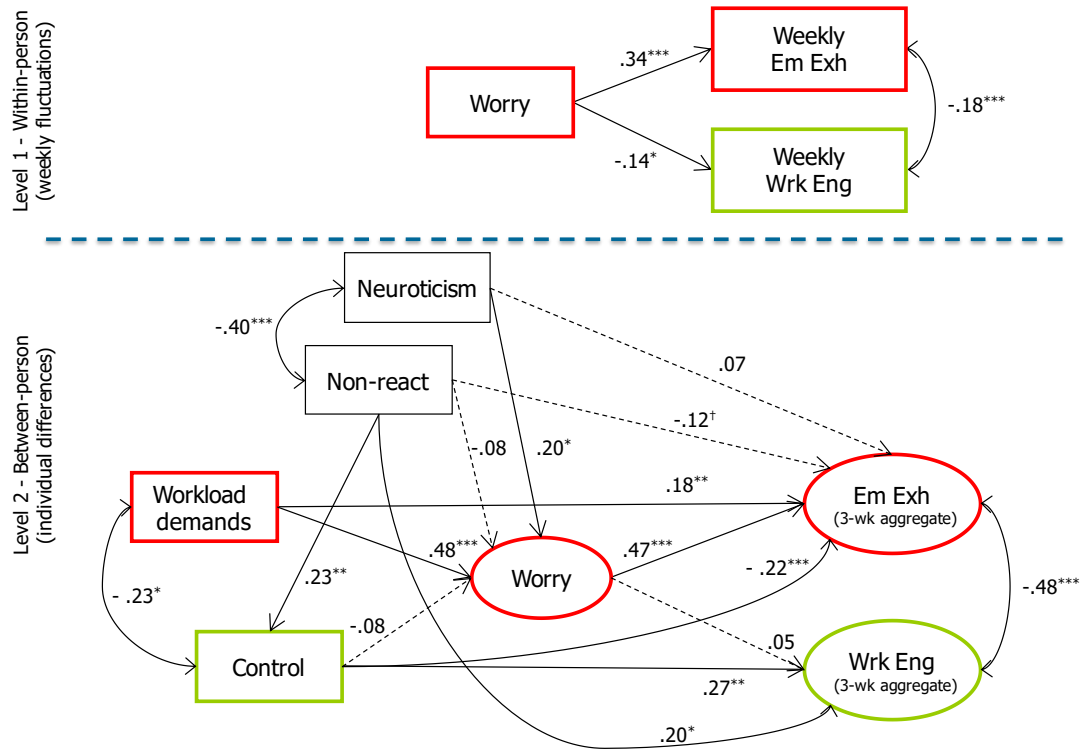 Level 1 - Within-person
(weekly fluctuations)
Worry
.34***
-.14*
Weekly
Em Exh
Weekly
Wrk Eng
-.18***
Level 2 - Between-person
(individual differences)
Neuroticism
-.40***
Non-react
.07
-.12†
-.08
.20*
Workload
demands
.18**
Em Exh
(3-wk aggregate)
.48***
.47***
- .22***
Worry
.23**
- .23*
-.08
-.48***
Control
.05
Wrk Eng
(3-wk aggregate)
.27**
.20*